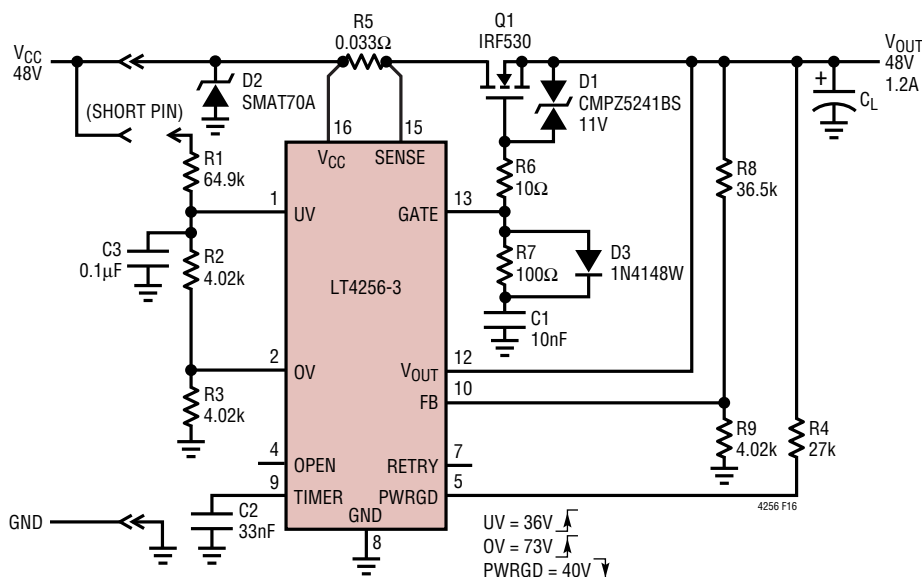 R5
0.033Ω
Q1
IRF530
VCC
48V
VOUT
48V
1.2A
D2
SMAT70A
D1
CMPZ5241BS
11V
CL
+
(SHORT PIN)
16
15
VCC
SENSE
R1
64.9k
R6
10Ω
R8
36.5k
1
UV
13
GATE
C3
0.1µF
R2
4.02k
R7
100Ω
D3
1N4148W
LT4256-3
C1
10nF
2
OV
12
VOUT
10
FB
R3
4.02k
R9
4.02k
R4
27k
4
OPEN
7
RETRY
9
TIMER
5
PWRGD
4256 F16
GND
C2
33nF
GND
8
UV = 36V
OV = 73V
PWRGD = 40V